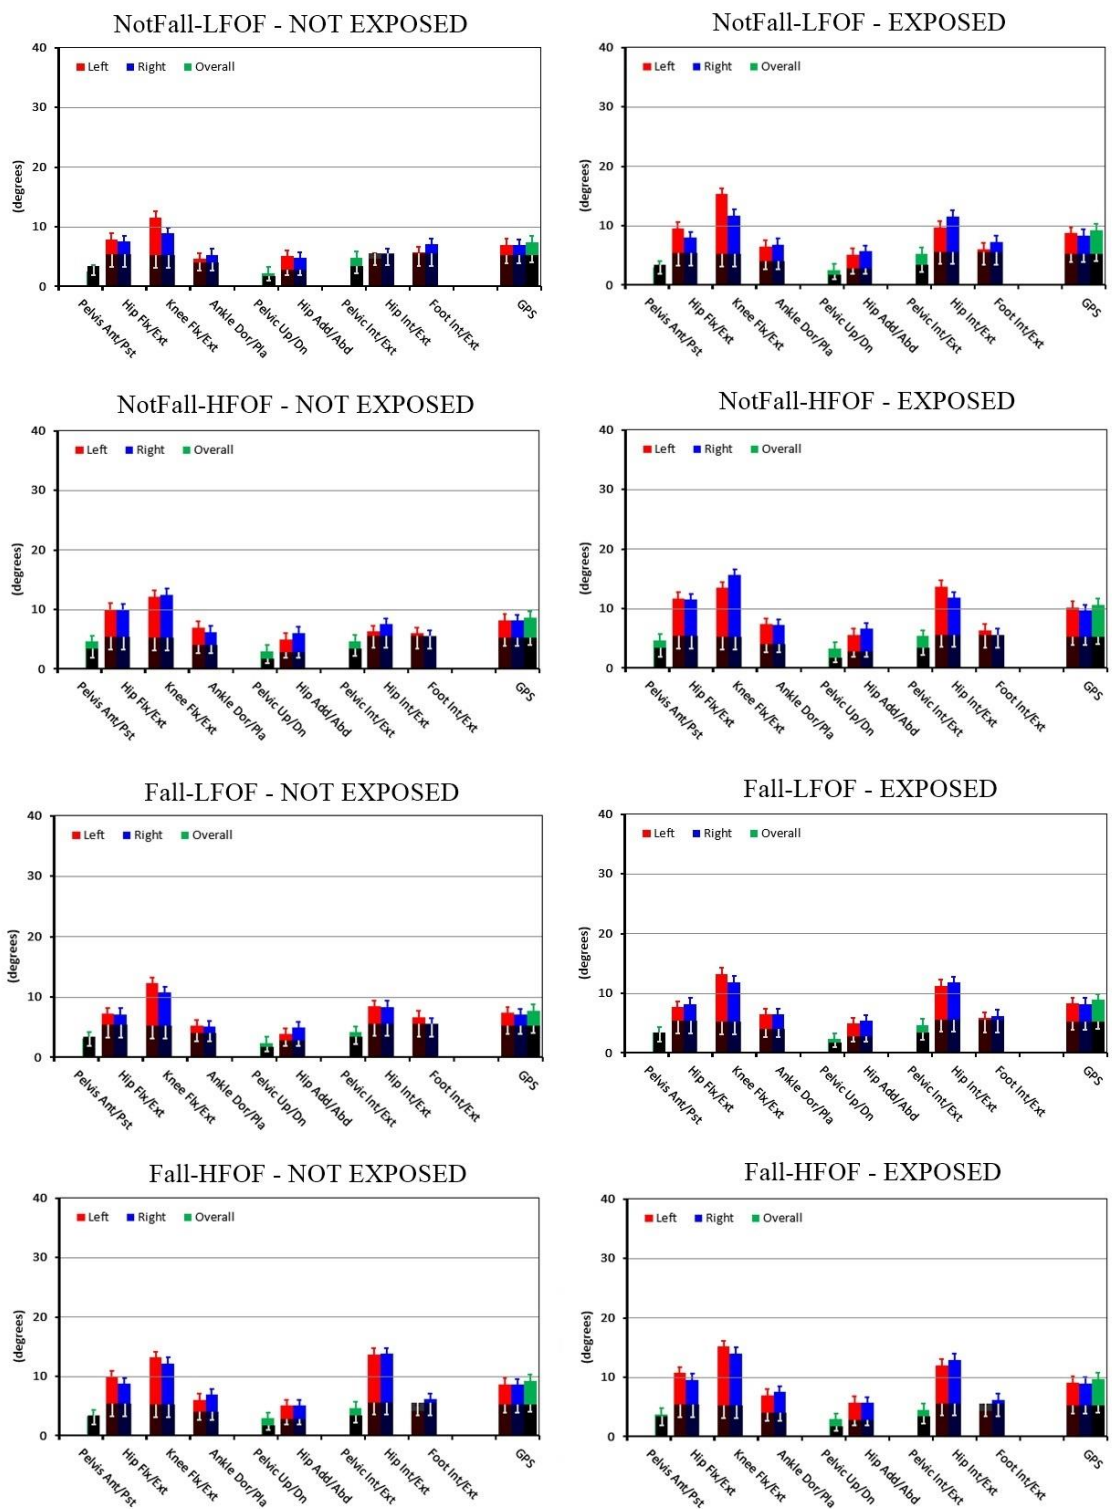 NotFall-LFOF - NOT EXPOSED
40
30
20
10
0
(degrees)
Left Right Overall
Pelvis Ant/Pst
Hip Flx/Ext
Knee Flx/Ext
Ankle Dor/Pla
Pelvic Up/Dn
Hip Add/Abd
Pelvic Int/Ext
Hip Int/Ext
Foot Int/Ext
GPS
NotFall-LFOF - EXPOSED
40
30
20
10
0
(degrees)
Left Right Overall
Pelvis Ant/Pst
Hip Flx/Ext
Knee Flx/Ext
Ankle Dor/Pla
Pelvic Up/Dn
Hip Add/Abd
Pelvic Int/Ext
Hip Int/Ext
Foot Int/Ext
GPS
NotFall-HFOF - NOT EXPOSED
40
30
20
10
0
(degrees)
Left Right Overall
Pelvis Ant/Pst
Hip Flx/Ext
Knee Flx/Ext
Ankle Dor/Pla
Pelvic Up/Dn
Hip Add/Abd
Pelvic Int/Ext
Hip Int/Ext
Foot Int/Ext
GPS
NotFall-HFOF - EXPOSED
40
30
20
10
0
(degrees)
Left Right Overall
Pelvis Ant/Pst
Hip Flx/Ext
Knee Flx/Ext
Ankle Dor/Pla
Pelvic Up/Dn
Hip Add/Abd
Pelvic Int/Ext
Hip Int/Ext
Foot Int/Ext
GPS
Fall-LFOF - NOT EXPOSED
40
30
20
10
0
(degrees)
Left Right Overall
Pelvis Ant/Pst
Hip Flx/Ext
Knee Flx/Ext
Ankle Dor/Pla
Pelvic Up/Dn
Hip Add/Abd
Pelvic Int/Ext
Hip Int/Ext
Foot Int/Ext
GPS
Fall-LFOF - EXPOSED
40
30
20
10
0
(degrees)
Left Right Overall
Pelvis Ant/Pst
Hip Flx/Ext
Knee Flx/Ext
Ankle Dor/Pla
Pelvic Up/Dn
Hip Add/Abd
Pelvic Int/Ext
Hip Int/Ext
Foot Int/Ext
GPS
Fall-HFOF - NOT EXPOSED
40
30
20
10
0
(degrees)
Left Right Overall
Pelvis Ant/Pst
Hip Flx/Ext
Knee Flx/Ext
Ankle Dor/Pla
Pelvic Up/Dn
Hip Add/Abd
Pelvic Int/Ext
Hip Int/Ext
Foot Int/Ext
GPS
Fall-HFOF - EXPOSED
40
30
20
10
0
(degrees)
Left Right Overall
Pelvis Ant/Pst
Hip Flx/Ext
Knee Flx/Ext
Ankle Dor/Pla
Pelvic Up/Dn
Hip Add/Abd
Pelvic Int/Ext
Hip Int/Ext
Foot Int/Ext
GPS